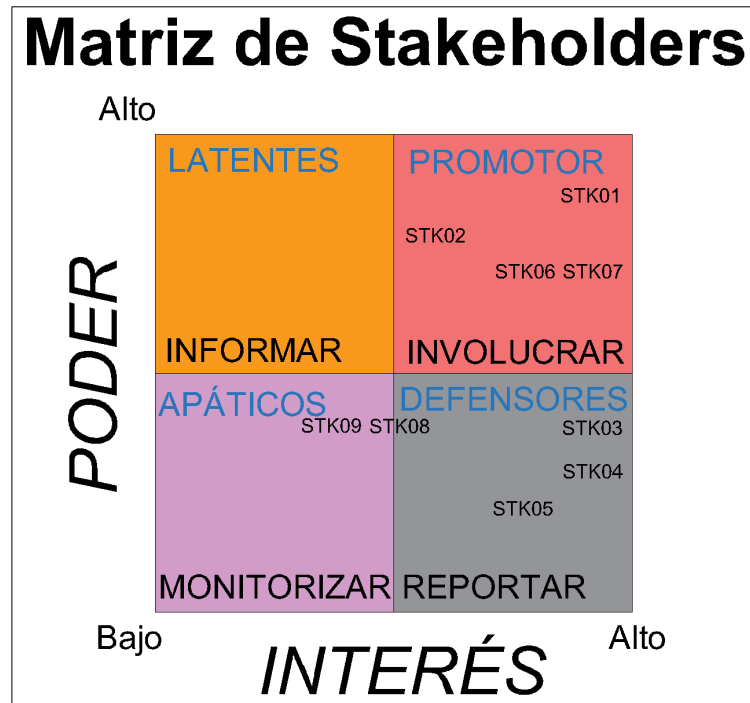 Matriz de Stakeholders
Alto
LATENTES
PROMOTOR
STK01
STK02
STK06 STK07
INFORMAR
INVOLUCRAR
PODER
APÁTICOS
DEFENSORES
STK09 STK08
STK03
STK04
STK05
MONITORIZAR
REPORTAR
Bajo
INTERÉS
Alto